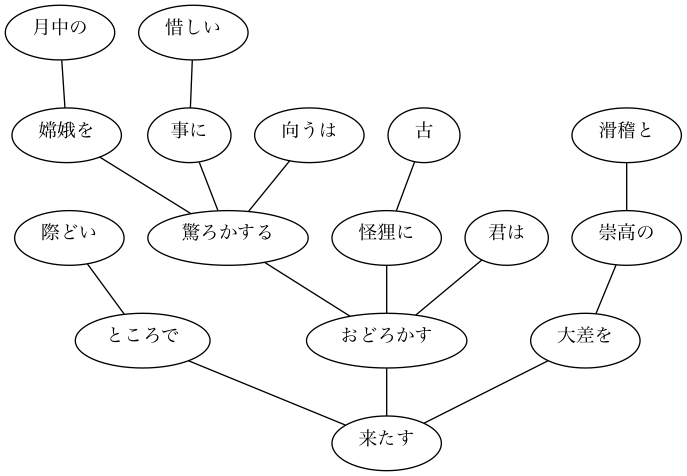 月中の
惜しい
嫦娥を
事に
向うは
古
滑稽と
際どい
驚ろかする
怪狸に
君は
崇高の
ところで
おどろかす
大差を
来たす